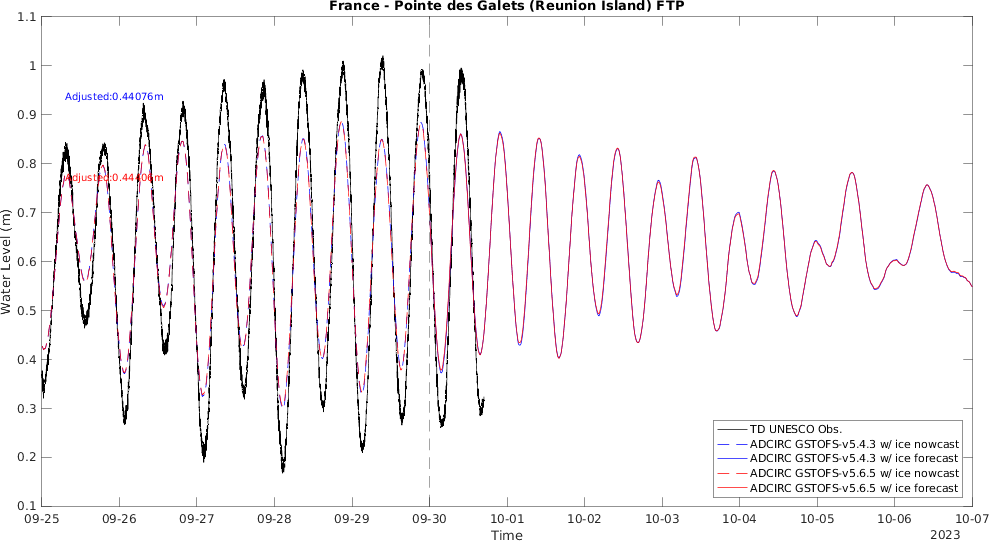 France - Pointe des Galets (Reunion Island) FTP
1.1
1
0.9
0.8
0.7
0.6
0.5
0.4
0.3
0.2
0.1
Water Level (m)
Adjusted:0.44076m
Adjusted:0.44406m
TD UNESCO Obs.
ADCIRC GSTOFS-v5.4.3 w/ ice nowcast
ADCIRC GSTOFS-v5.4.3 w/ ice forecast
ADCIRC GSTOFS-v5.6.5 w/ ice nowcast
ADCIRC GSTOFS-v5.6.5 w/ ice forecast
09-25 09-26 09-27 09-28 09-29 09-30 10-01 10-02 10-03 10-04 10-05 10-06 10-07
Time
2023